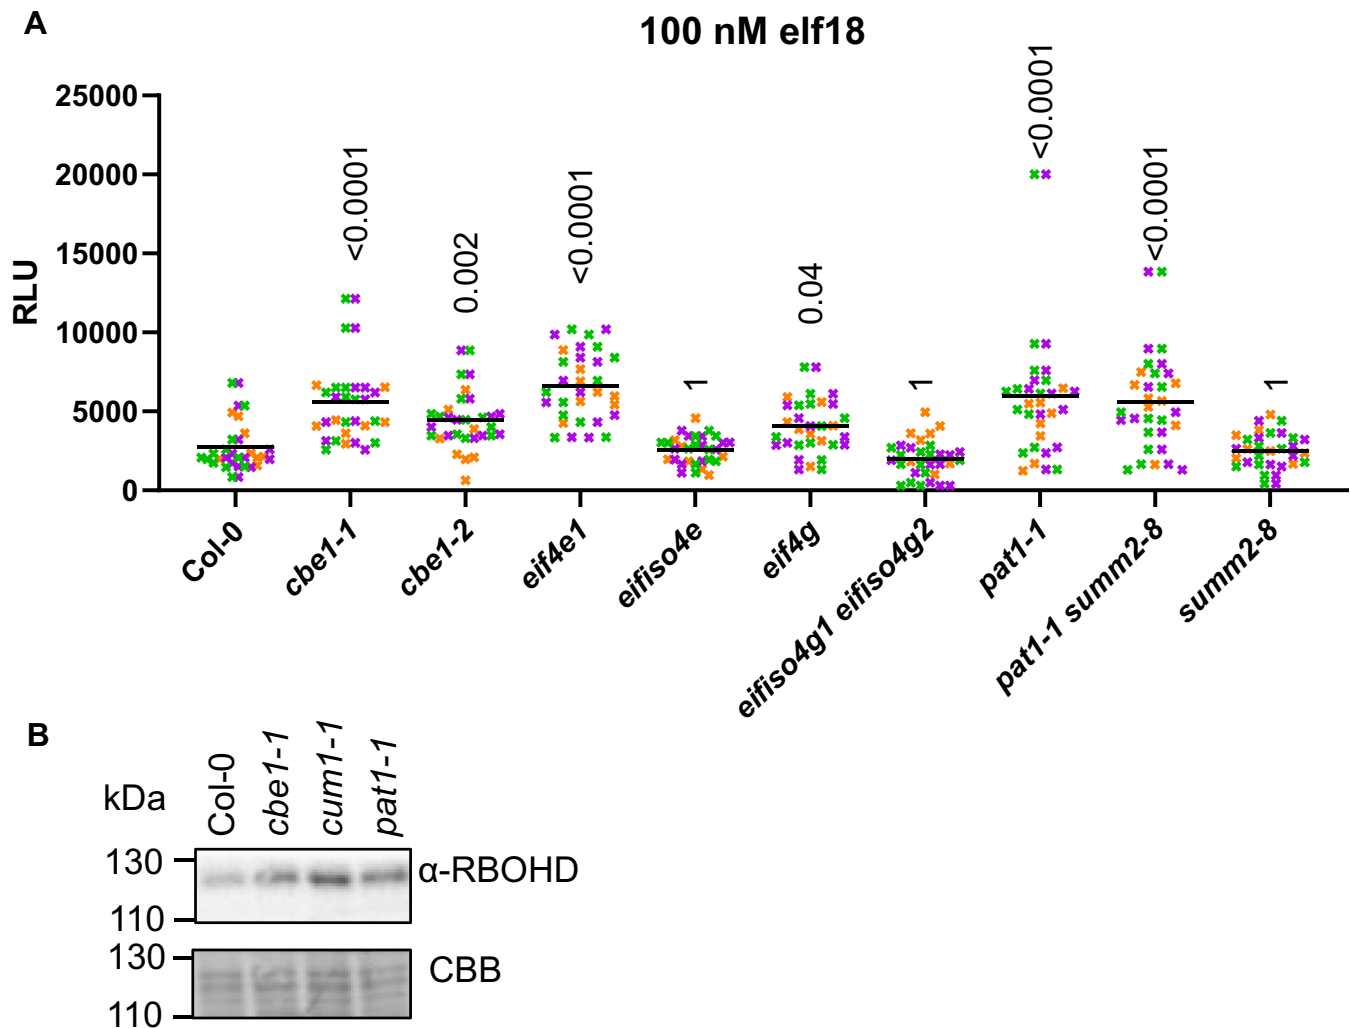 A
100 nM elf18
25000
20000
15000
10000
5000
0
RLU
<0.0001
0.002
<0.0001
1
0.04
1
<0.0001
<0.0001
1
Col-0
cbe1-1
cbe1-2
eif4e1
eifiso4e
eif4g
eifiso4g1 eifiso4g2
pat1-1
pat1-1 summ2-8
summ2-8
B
kDa
Col-0
cbe1-1
cum1-1
pat1-1
130
110
α-RBOHD
130
110
CBB